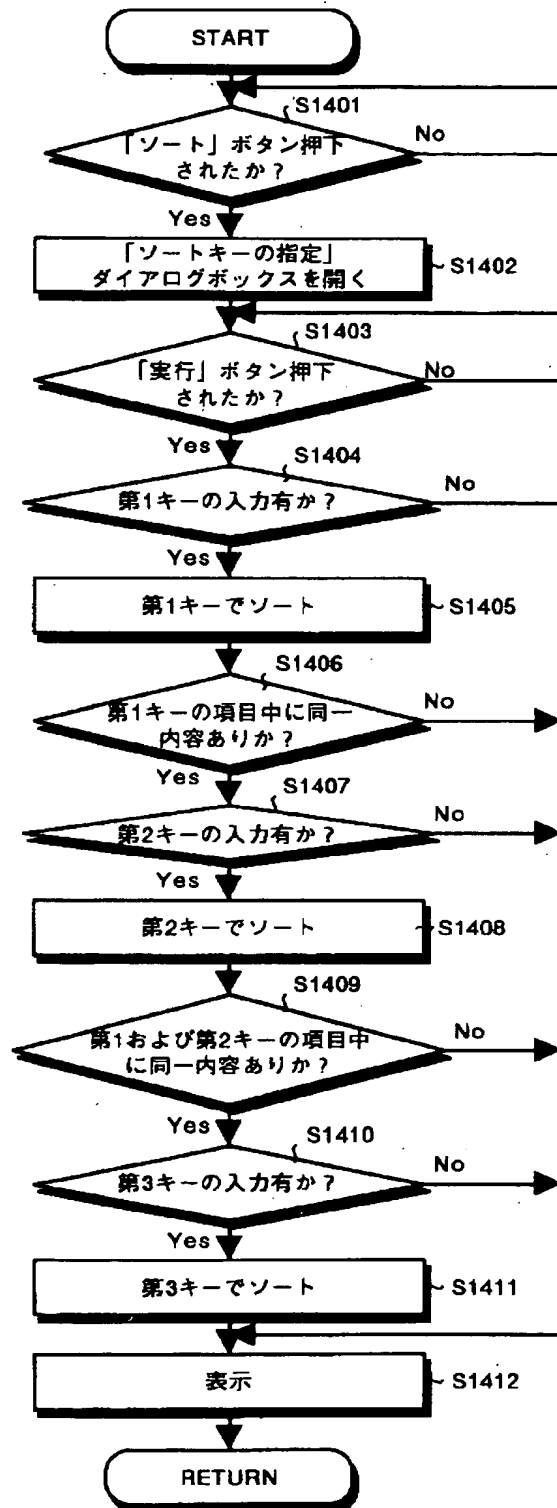 START
S1401
「ソート」ボタン押下
されたか？
No
Yes
「ソートキーの指定」
ダイアログボックスを開く
S1402
S1403
「実行」ボタン押下
されたか？
No
Yes
S1404
第1キーの入力有か？
No
Yes
第1キーでソート
S1405
S1406
第1キーの項目中に同一
内容ありか？
No
Yes
S1407
第2キーの入力有か？
No
Yes
第2キーでソート
S1408
S1409
第1および第2キーの項目中
に同一内容ありか？
No
Yes
S1410
第3キーの入力有か？
No
Yes
第3キーでソート
S1411
表示
S1412
RETURN